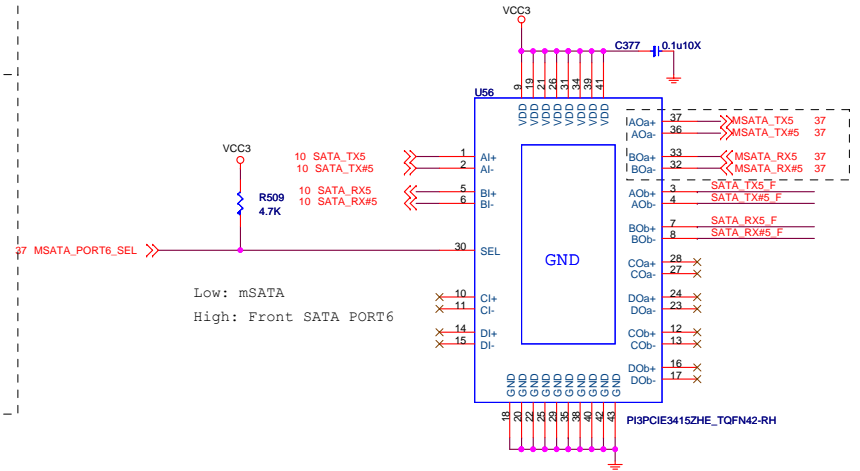 VCC3
C377 0.1u10X
U56
9 19 21 26 31 34 39 41
VDD VDD VDD VDD VDD VDD VDD VDD
AOa+ 37 MSATA_TX5 37
AOa- 36 MSATA_TX#5 37
VCC3
10 SATA_TX5 1 AI+
10 SATA_TX#5 2 AI-
BOa+ 33 MSATA_RX5 37
BOa- 32 MSATA_RX#5 37
R509
4.7K
10 SATA_RX5 5 BI+
10 SATA_RX#5 6 BI-
AOb+ 3 SATA_TX5_F
AOb- 4 SATA_TX#5_F
BOb+ 7 SATA_RX5_F
BOb- 8 SATA_RX#5_F
37 MSATA_PORT6_SEL 30 SEL
GND
COa+ 28
COa- 27
Low: mSATA
High: Front SATA PORT6
10 CI+
11 CI-
DOa+ 24
DOa- 23
14 DI+
15 DI-
COb+ 12
COb- 13
DOb+ 16
DOb- 17
GND GND GND GND GND GND GND GND GND GND
18 20 22 25 29 35 38 40 42 43
PI3PCIE3415ZHE_TQFN42-RH